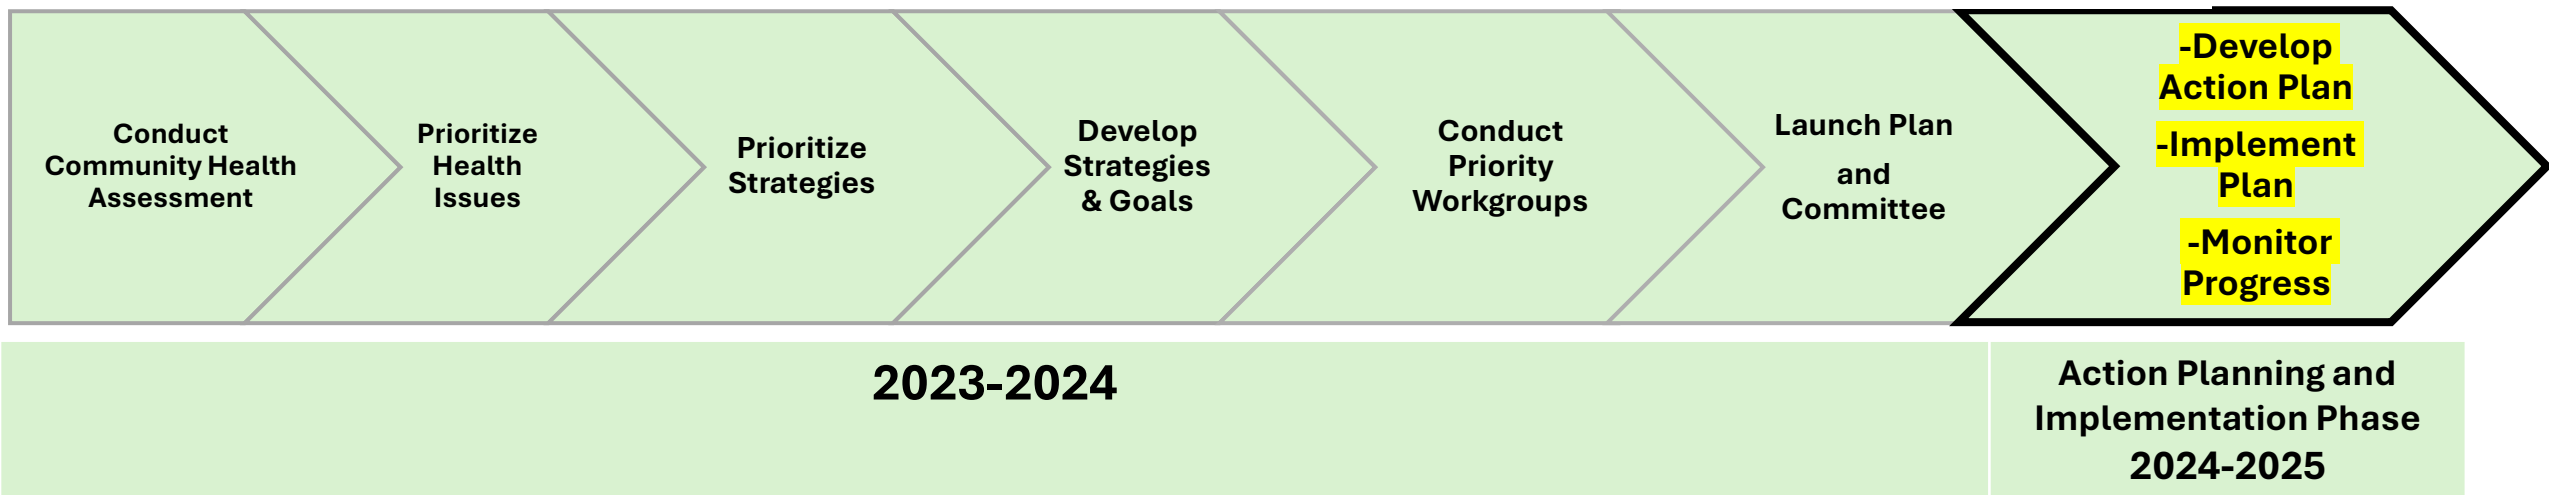 Conduct
Community Health
Assessment
Prioritize
Health
Issues
Prioritize
Strategies
Develop
Strategies
& Goals
Conduct
Priority
Workgroups
Launch Plan
and
Committee
-Develop
Action Plan
-Implement
Plan
-Monitor
Progress
2023-2024
Action Planning and
Implementation Phase
2024-2025